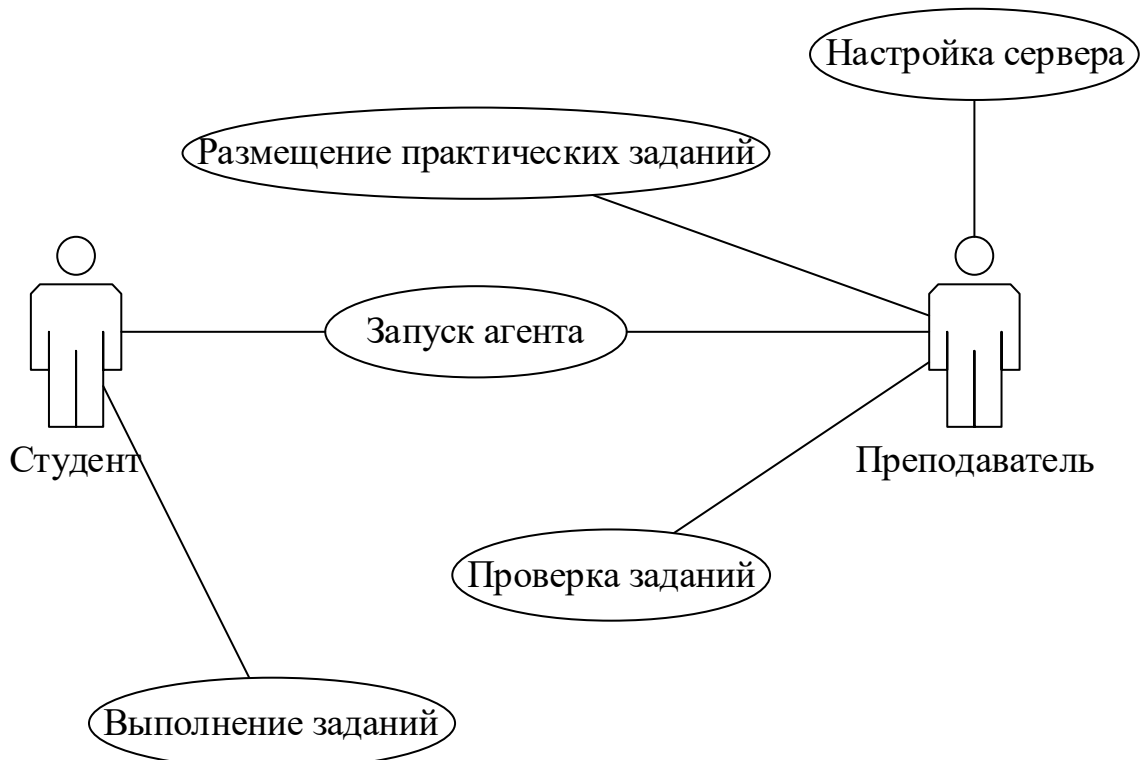 Настройка сервера
Размещение практических заданий
Запуск агента
Студент
Преподаватель
Проверка заданий
Выполнение заданий